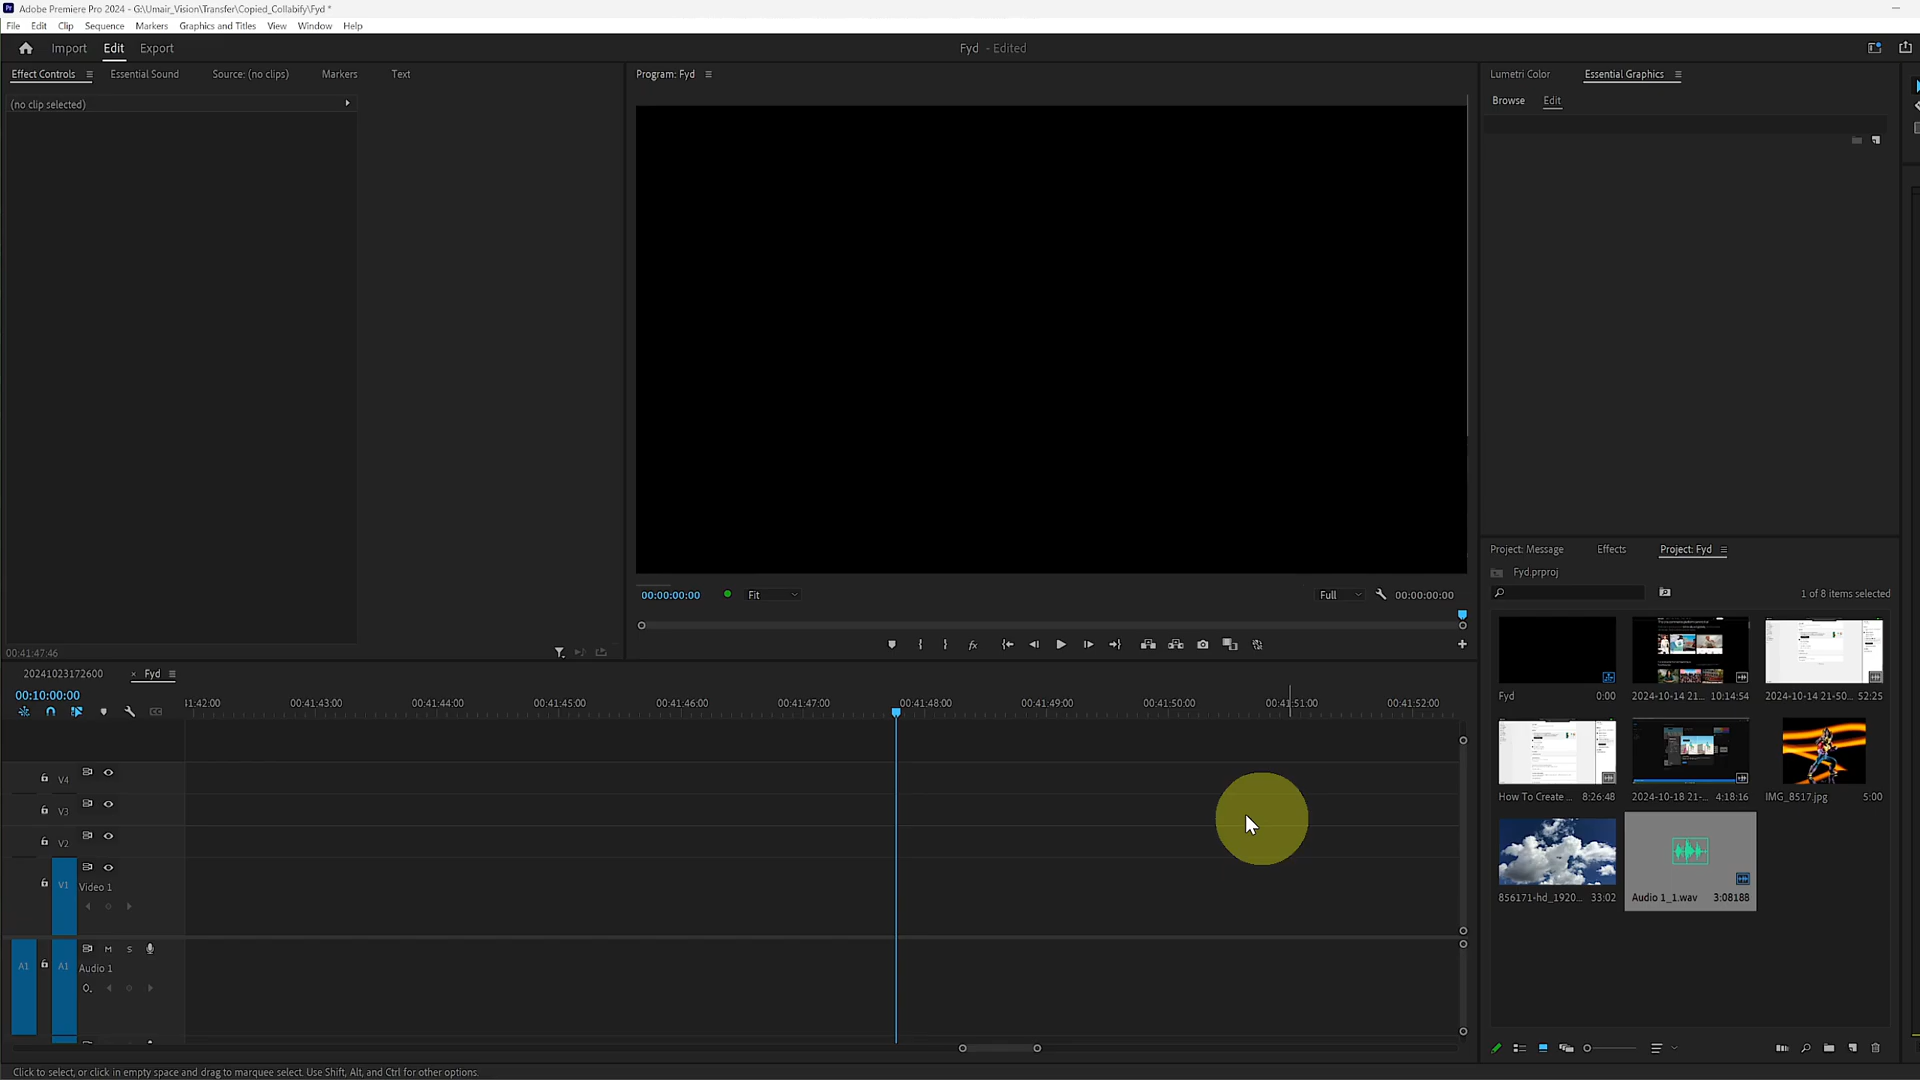 Adobe Premiere Pro 2024 - G:\Umair_Vision\Transfer\Copied_Collabify\Fyd *
File Edit Clip Sequence Markers Graphics and Titles View Window Help
Import Edit Export
Fyd - Edited
Effect Controls Essential Sound Source: (no clips) Markers Text
(no clip selected)
00:41:47:46
Program: Fyd
00:00:00:00 Fit Full 00:00:00:00
Lumetri Color Essential Graphics
Browse Edit
Project: Message Effects Project: Fyd
Fyd.prproj
1 of 8 items selected
Fyd 0:00
2024-10-14 21... 10:14:54
2024-10-14 21-50... 52:25
How To Create ... 8:26:48
2024-10-18 21-... 4:18:16
IMG_8517.jpg 5:00
856171-hd_1920... 33:02
Audio 1_1.wav 3:08188
20241023172600 × Fyd
00:10:00:00
41:42:00 00:41:43:00 00:41:44:00 00:41:45:00 00:41:46:00 00:41:47:00 00:41:48:00 00:41:49:00 00:41:50:00 00:41:51:00 00:41:52:00
V4
V3
V2
V1 Video 1
A1 A1 M S
Audio 1
O.
Click to select, or click in empty space and drag to marquee select. Use Shift, Alt, and Ctrl for other options.